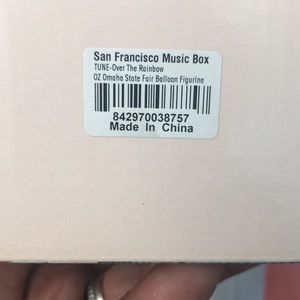 San Francisco Music Box
TUNE-Over The Rainbow
OZ Omaha State Fair Balloon Figurine
842970038757
Made In China